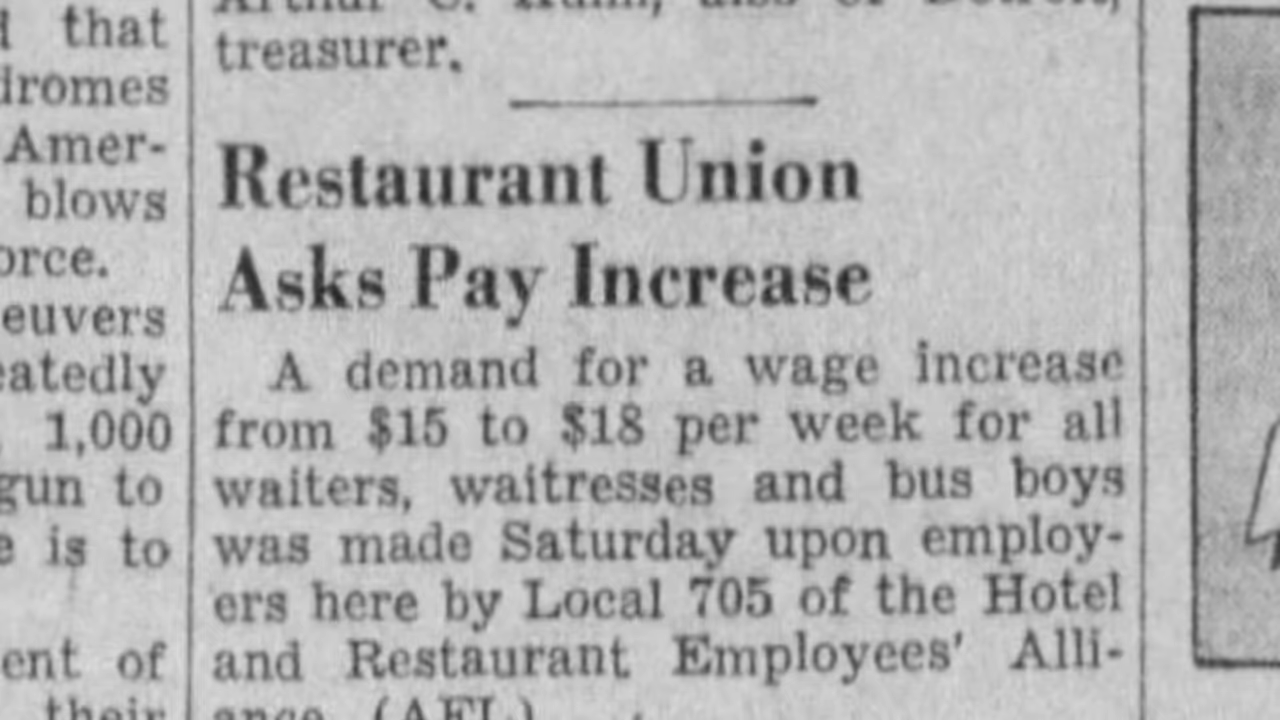 that
dromes
Amer-
blows
orce.
euvers
eatedly
1,000
gun to
e is to
ent of
their
treasurer.
Restaurant Union
Asks Pay Increase
A demand for a wage increase
from $15 to $18 per week for all
waiters, waitresses and bus boys
was made Saturday upon employ-
ers here by Local 705 of the Hotel
and Restaurant Employees' Alli-
ance (AFL)